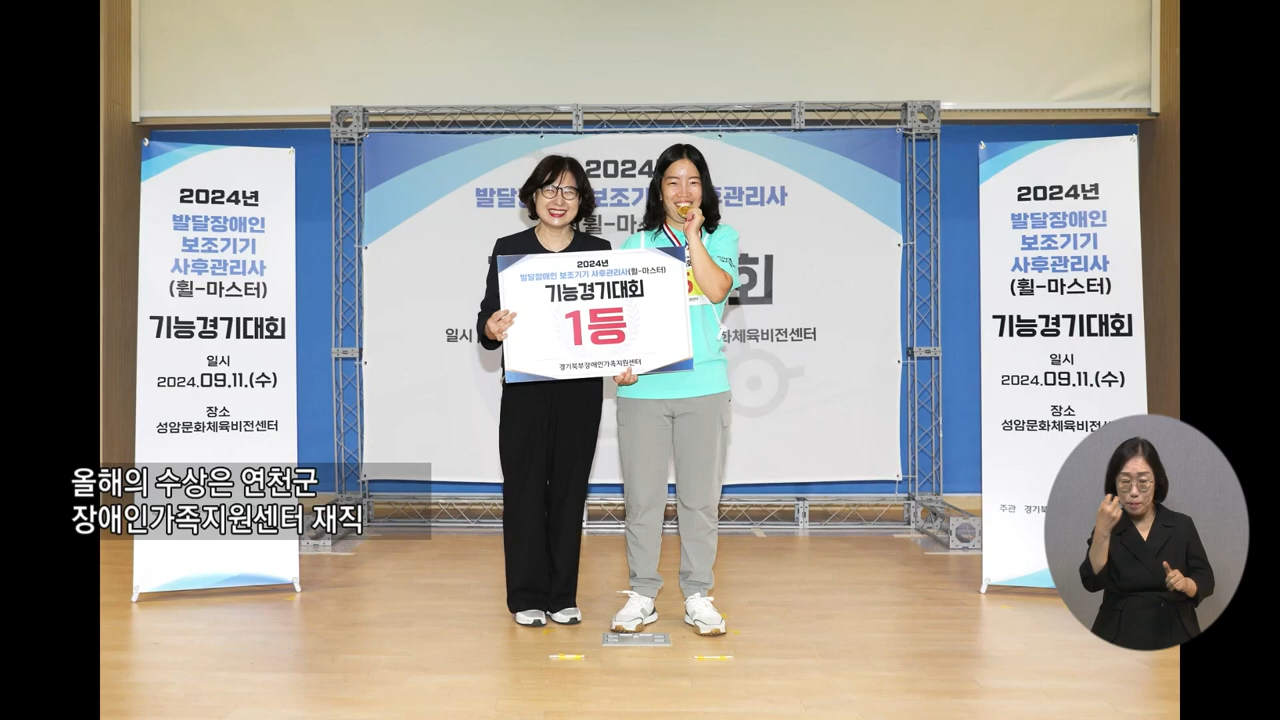 2024년
발달장애인
보조기기
사후관리사
(휠-마스터)
기능경기대회
일시
2024.09.11.(수)
장소
성암문화체육비전센터
2024
발달장 보조기 후관리사
(휠-마스
회
일시
화체육비전센터
2024년
발달장애인 보조기기 사후관리사(휠-마스터)
기능경기대회
1등
경기북부장애인가족지원센터
2024년
발달장애인
보조기기
사후관리사
(휠-마스터)
기능경기대회
일시
2024.09.11.(수)
장소
성암문화체육비전센터
주관 경기북
올해의 수상은 연천군
장애인가족지원센터 재직